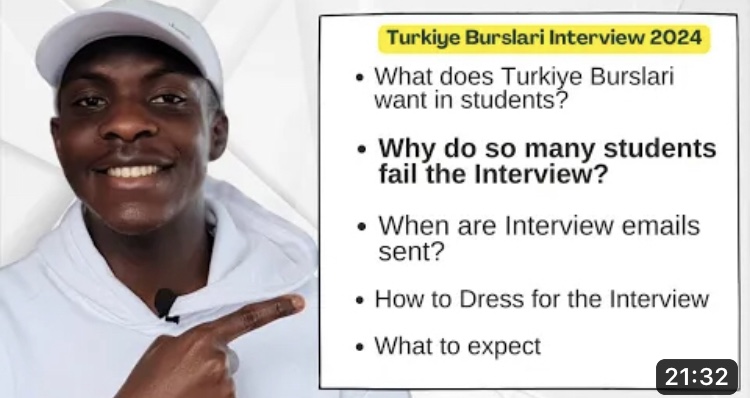 Turkiye Burslari Interview 2024
• What does Turkiye Burslari
want in students?
• Why do so many students
fail the Interview?
• When are Interview emails
sent?
• How to Dress for the Interview
• What to expect
21:32